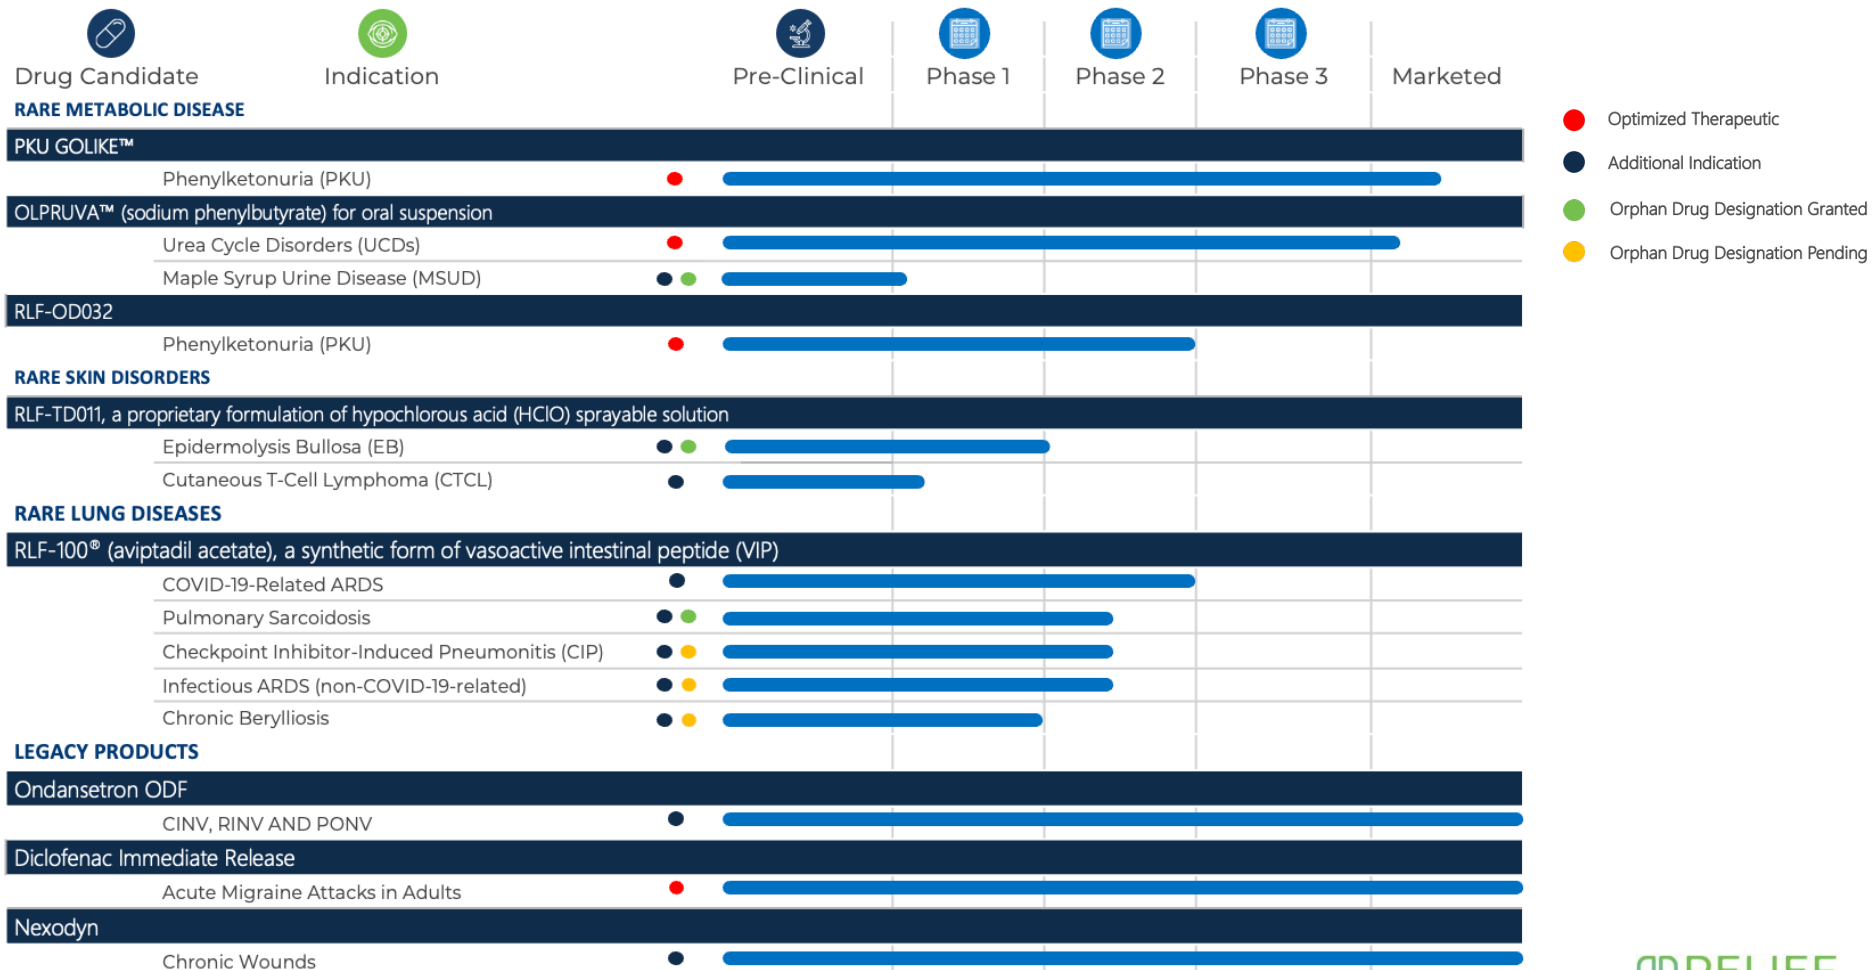 Drug Candidate Indication Pre-Clinical Phase 1 Phase 2 Phase 3 Marketed
RARE METABOLIC DISEASE
PKU GOLIKE™
Phenylketonuria (PKU)
OLPRUVA™ (sodium phenylbutyrate) for oral suspension
Urea Cycle Disorders (UCDs)
Maple Syrup Urine Disease (MSUD)
RLF-OD032
Phenylketonuria (PKU)
RARE SKIN DISORDERS
RLF-TD011, a proprietary formulation of hypochlorous acid (HClO) sprayable solution
Epidermolysis Bullosa (EB)
Cutaneous T-Cell Lymphoma (CTCL)
RARE LUNG DISEASES
RLF-100® (aviptadil acetate), a synthetic form of vasoactive intestinal peptide (VIP)
COVID-19-Related ARDS
Pulmonary Sarcoidosis
Checkpoint Inhibitor-Induced Pneumonitis (CIP)
Infectious ARDS (non-COVID-19-related)
Chronic Berylliosis
LEGACY PRODUCTS
Ondansetron ODF
CINV, RINV AND PONV
Diclofenac Immediate Release
Acute Migraine Attacks in Adults
Nexodyn
Chronic Wounds
Optimized Therapeutic
Additional Indication
Orphan Drug Designation Granted
Orphan Drug Designation Pending
RELIEF